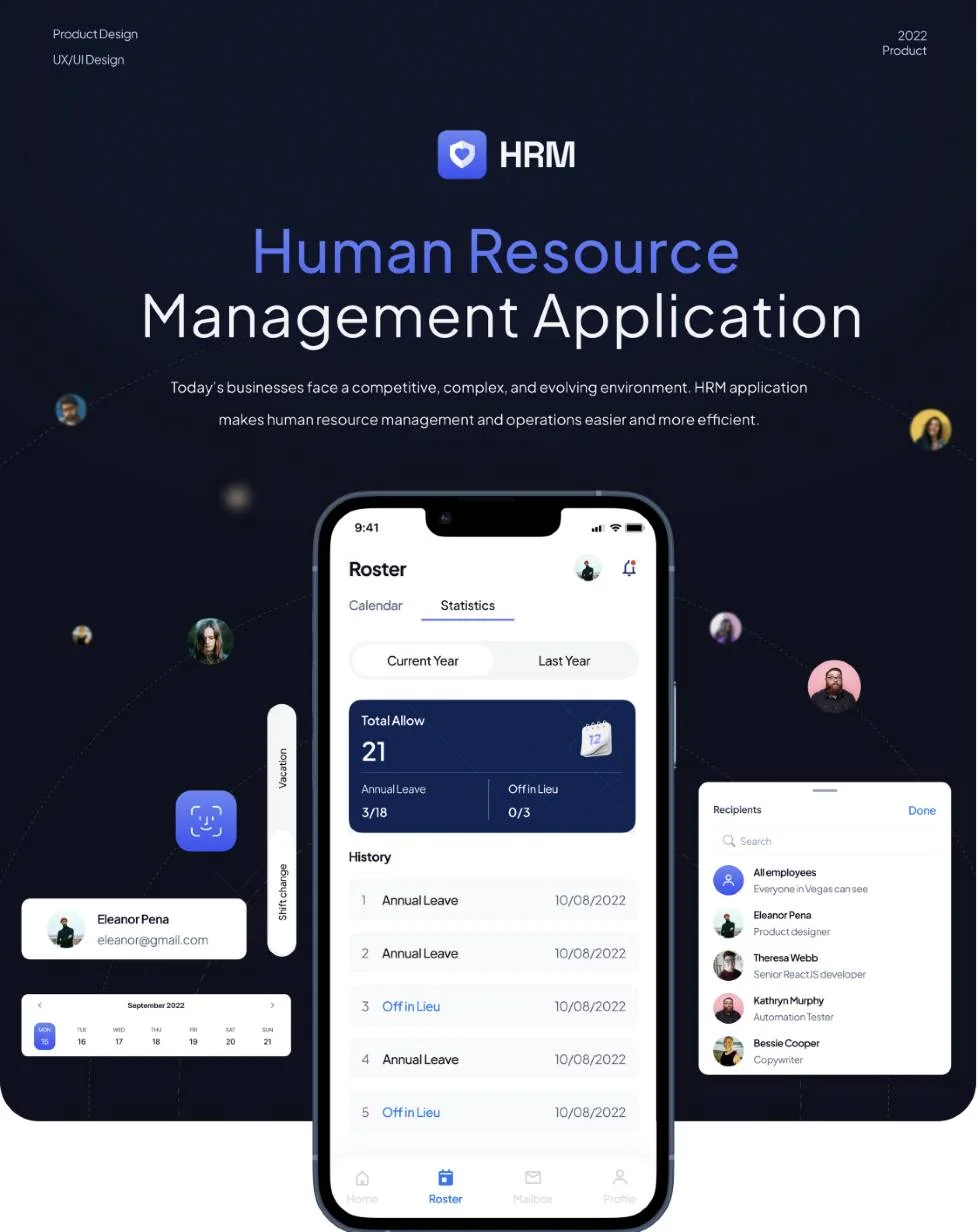 Product Design
UX/UI Design
2022
Product
HRM
Human Resource
Management Application
Today's businesses face a competitive, complex, and evolving environment. HRM application
makes human resource management and operations easier and more efficient.
9:41
Roster
Calendar Statistics
Current Year Last Year
Total Allow
21
12
Annual Leave Off in Lieu
3/18 0/3
History
1 Annual Leave 10/08/2022
2 Annual Leave 10/08/2022
3 Off in Lieu 10/08/2022
4 Annual Leave 10/08/2022
5 Off in Lieu 10/08/2022
Home Roster Mailbox Profile
Vacation
Shift change
Eleanor Pena
eleanor@gmail.com
September 2022
MON TUE WED THU FRI SAT SUN
15 16 17 18 19 20 21
Recipients Done
Search
All employees
Everyone in Vegas can see
Eleanor Pena
Product designer
Theresa Webb
Senior ReactJS developer
Kathryn Murphy
Automation Tester
Bessie Cooper
Copywriter